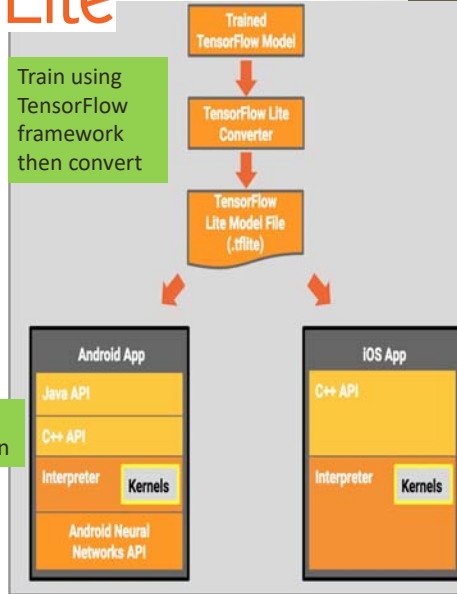 Lite
Trained
TensorFlow Model
Train using
TensorFlow
framework
then convert
TensorFlow Lite
Converter
TensorFlow
Lite Model File
(.tflite)
Android App
Java API
C++ API
Interpreter
Kernels
Android Neural
Networks API
iOS App
C++ API
Interpreter
Kernels